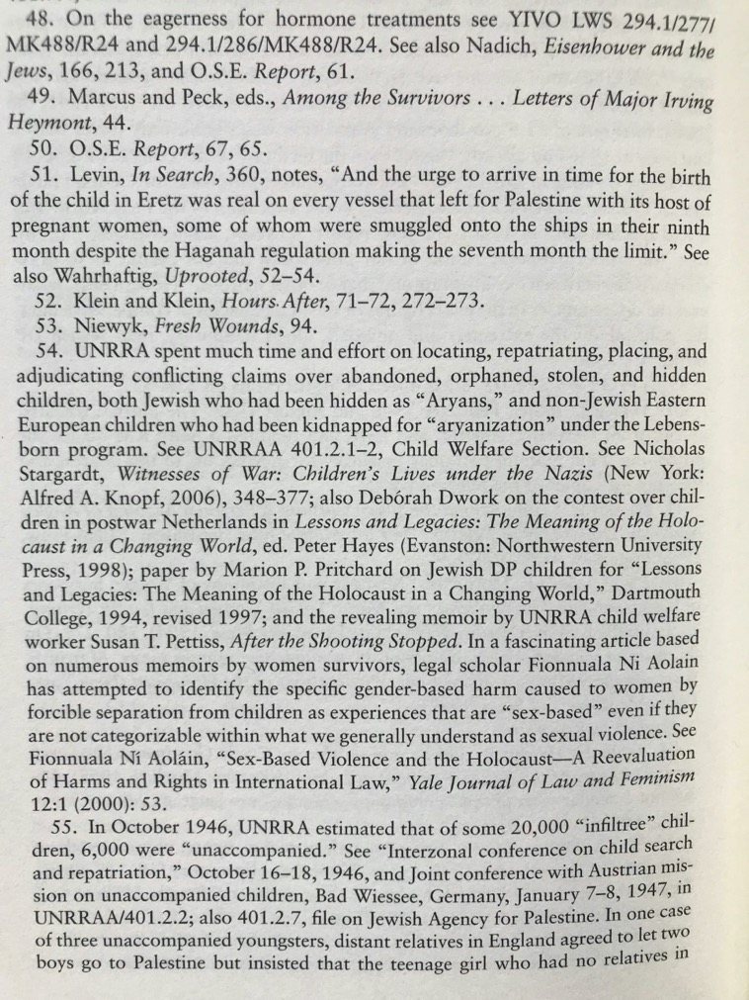 48. On the eagerness for hormone treatments see YIVO LWS 294.1/277/
MK488/R24 and 294.1/286/MK488/R24. See also Nadich, Eisenhower and the
Jews, 166, 213, and O.S.E. Report, 61.
49. Marcus and Peck, eds., Among the Survivors . . . Letters of Major Irving
Heymont, 44.
50. O.S.E. Report, 67, 65.
51. Levin, In Search, 360, notes, “And the urge to arrive in time for the birth
of the child in Eretz was real on every vessel that left for Palestine with its host of
pregnant women, some of whom were smuggled onto the ships in their ninth
month despite the Haganah regulation making the seventh month the limit.” See
also Wahrhaftig, Uprooted, 52–54.
52. Klein and Klein, Hours After, 71–72, 272–273.
53. Niewyk, Fresh Wounds, 94.
54. UNRRA spent much time and effort on locating, repatriating, placing, and
adjudicating conflicting claims over abandoned, orphaned, stolen, and hidden
children, both Jewish who had been hidden as “Aryans,” and non-Jewish Eastern
European children who had been kidnapped for “aryanization” under the Lebens-
born program. See UNRRAA 401.2.1–2, Child Welfare Section. See Nicholas
Stargardt, Witnesses of War: Children’s Lives under the Nazis (New York:
Alfred A. Knopf, 2006), 348–377; also Debórah Dwork on the contest over chil-
dren in postwar Netherlands in Lessons and Legacies: The Meaning of the Holo-
caust in a Changing World, ed. Peter Hayes (Evanston: Northwestern University
Press, 1998); paper by Marion P. Pritchard on Jewish DP children for “Lessons
and Legacies: The Meaning of the Holocaust in a Changing World,” Dartmouth
College, 1994, revised 1997; and the revealing memoir by UNRRA child welfare
worker Susan T. Pettiss, After the Shooting Stopped. In a fascinating article based
on numerous memoirs by women survivors, legal scholar Fionnuala Ni Aolain
has attempted to identify the specific gender-based harm caused to women by
forcible separation from children as experiences that are “sex-based” even if they
are not categorizable within what we generally understand as sexual violence. See
Fionnuala Ní Aoláin, “Sex-Based Violence and the Holocaust—A Reevaluation
of Harms and Rights in International Law,” Yale Journal of Law and Feminism
12:1 (2000): 53.
55. In October 1946, UNRRA estimated that of some 20,000 “infiltree” chil-
dren, 6,000 were “unaccompanied.” See “Interzonal conference on child search
and repatriation,” October 16–18, 1946, and Joint conference with Austrian mis-
sion on unaccompanied children, Bad Wiessee, Germany, January 7–8, 1947, in
UNRRAA/401.2.2; also 401.2.7, file on Jewish Agency for Palestine. In one case
of three unaccompanied youngsters, distant relatives in England agreed to let two
boys go to Palestine but insisted that the teenage girl who had no relatives in